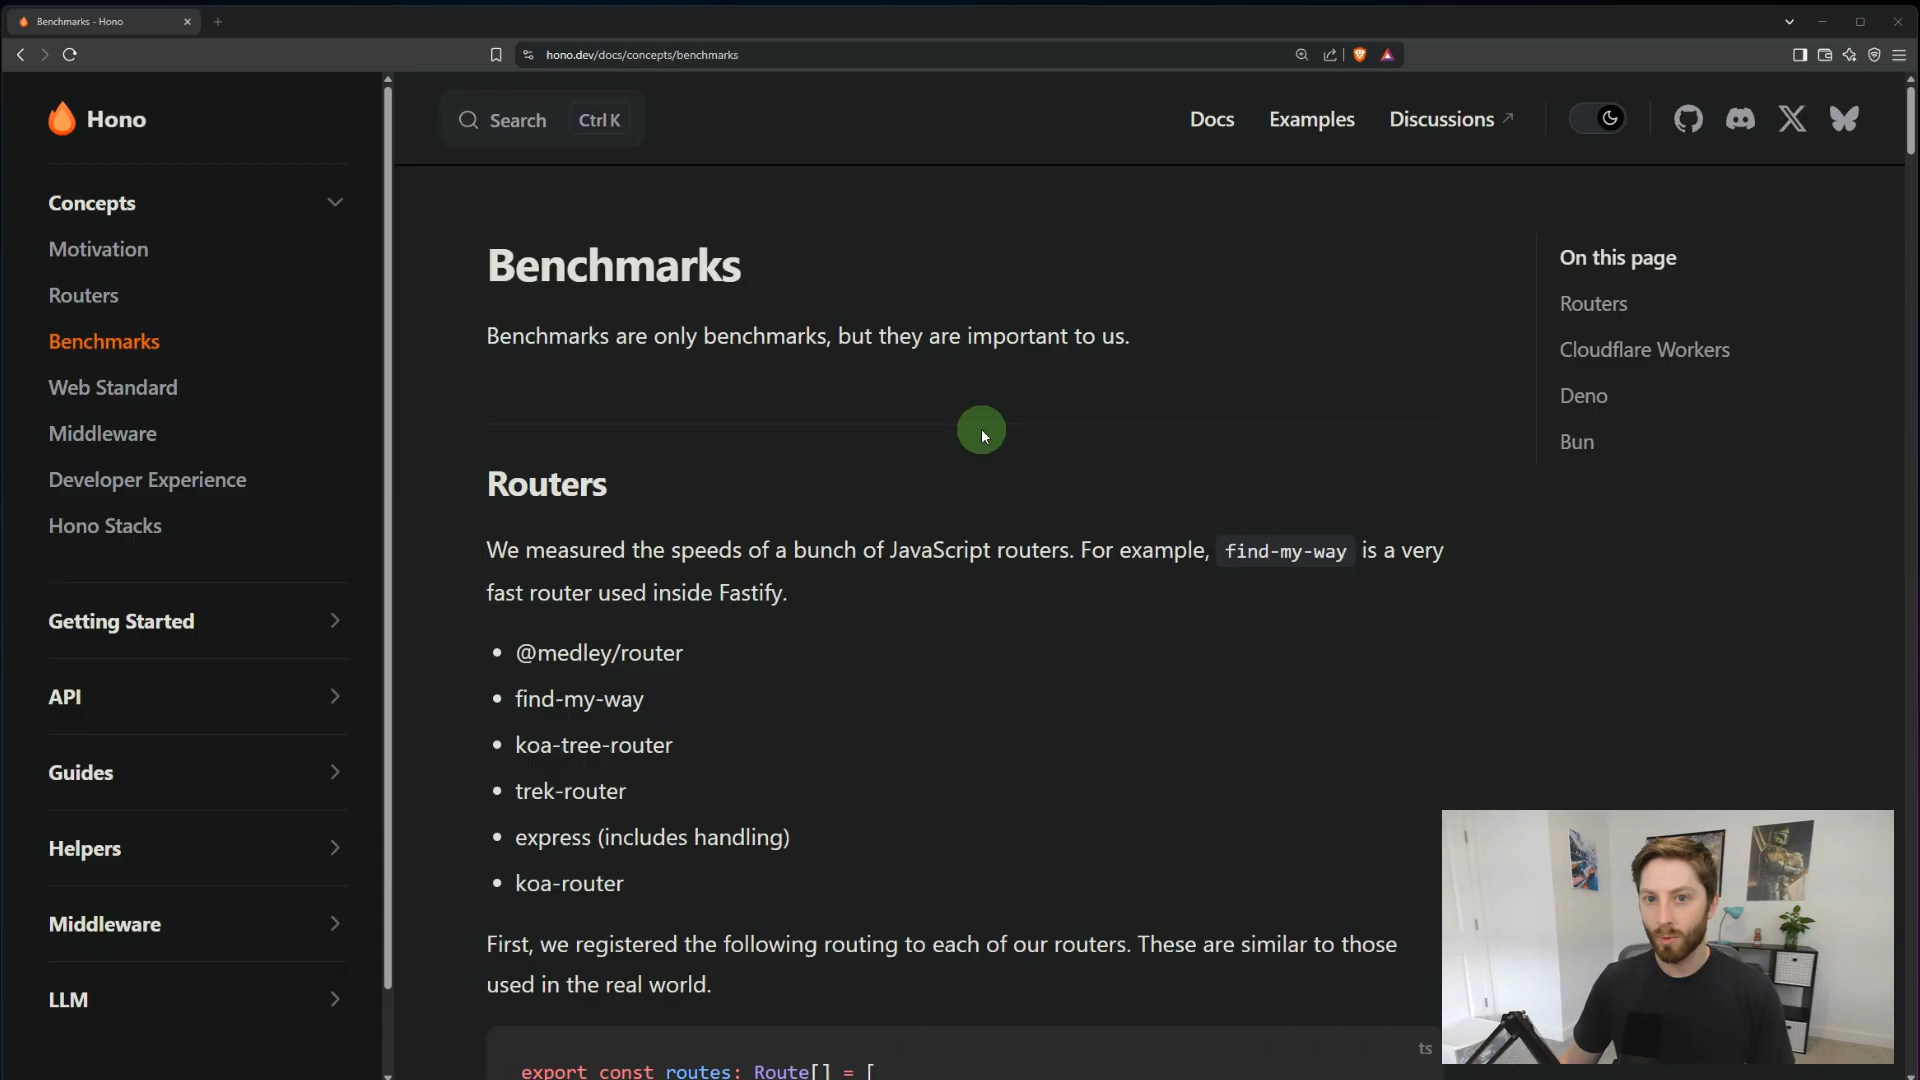 Benchmarks - Hono
hono.dev/docs/concepts/benchmarks
Hono
Search
Ctrl K
Docs
Examples
Discussions
Concepts
Motivation
Routers
Benchmarks
Web Standard
Middleware
Developer Experience
Hono Stacks
Getting Started
API
Guides
Helpers
Middleware
LLM
Benchmarks
Benchmarks are only benchmarks, but they are important to us.
Routers
We measured the speeds of a bunch of JavaScript routers. For example, find-my-way is a very
fast router used inside Fastify.
• @medley/router
• find-my-way
• koa-tree-router
• trek-router
• express (includes handling)
• koa-router
First, we registered the following routing to each of our routers. These are similar to those
used in the real world.
ts
export const routes: Route[] = [
On this page
Routers
Cloudflare Workers
Deno
Bun